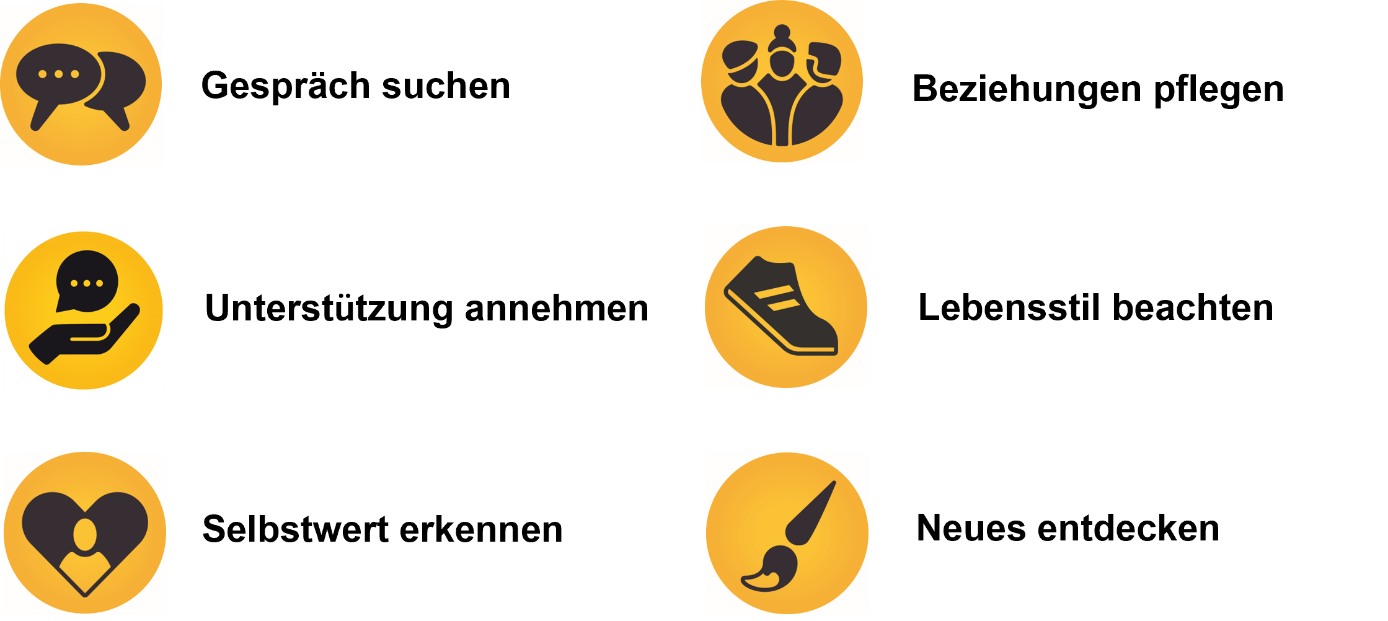 Gespräch suchen
Beziehungen pflegen
Unterstützung annehmen
Lebensstil beachten
Selbstwert erkennen
Neues entdecken